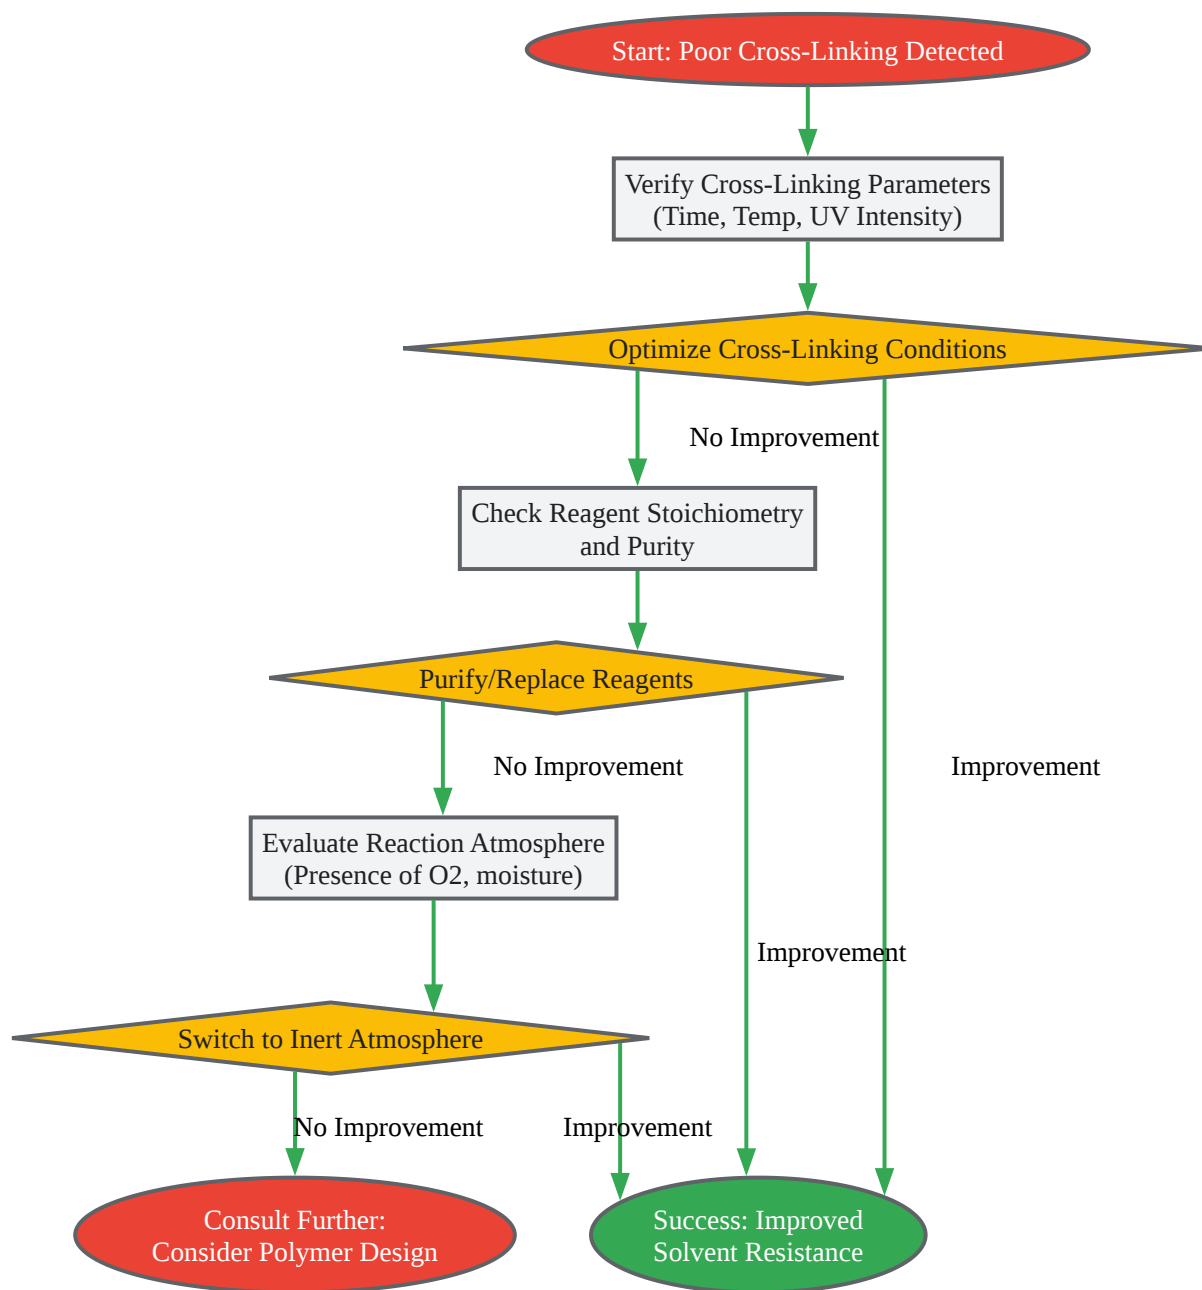 Start: Poor Cross-Linking Detected
Verify Cross-Linking Parameters
(Time, Temp, UV Intensity)
Optimize Cross-Linking Conditions
No Improvement
Check Reagent Stoichiometry
and Purity
Purify/Replace Reagents
No Improvement
Improvement
Evaluate Reaction Atmosphere
(Presence of O2, moisture)
Improvement
Switch to Inert Atmosphere
No Improvement
Improvement
Consult Further:
Consider Polymer Design
Success: Improved
Solvent Resistance